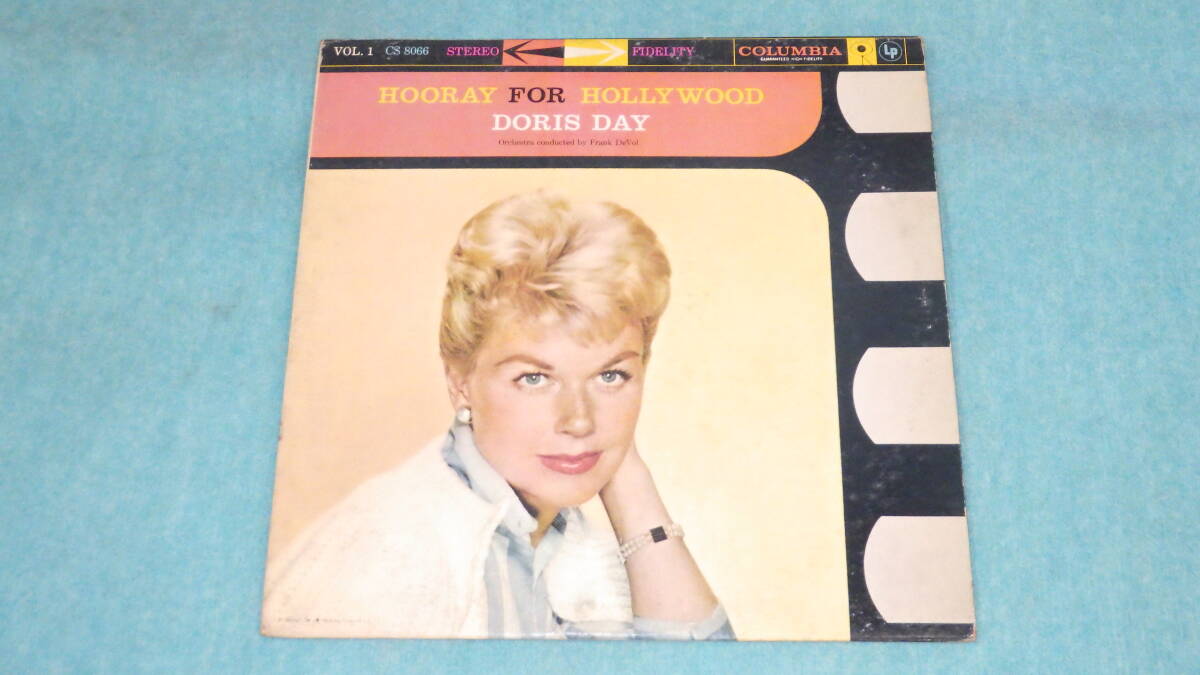 VOL. 1 CS 8066 STEREO FIDELITY COLUMBIA LP
GUARANTEED HIGH FIDELITY
HOORAY FOR HOLLYWOOD
DORIS DAY
Orchestra conducted by Frank DeVol